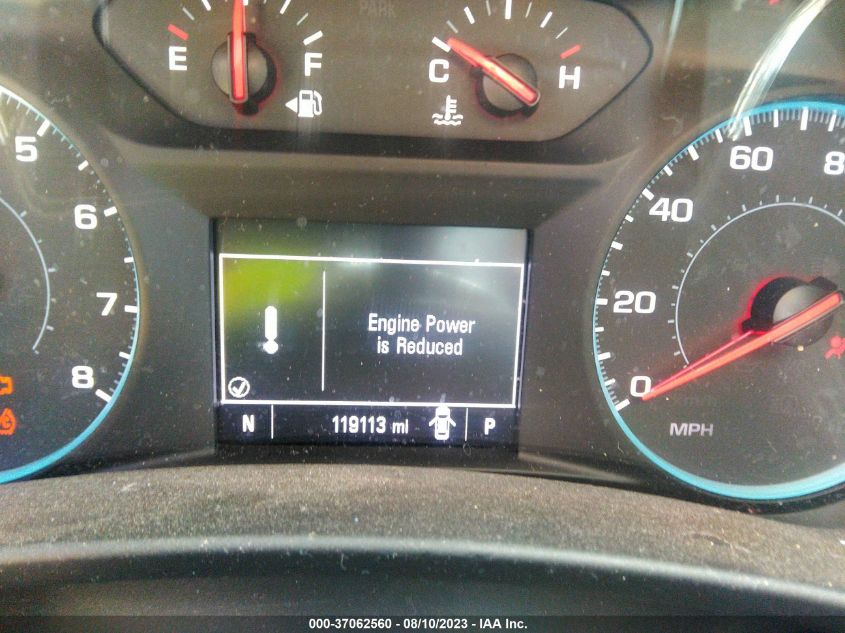 PARK
E F C H
5 60 8
6 40
7 20
8 0
MPH
Engine Power
is Reduced
N 119113 mi P
000-37062560 - 08/10/2023 - IAA Inc.